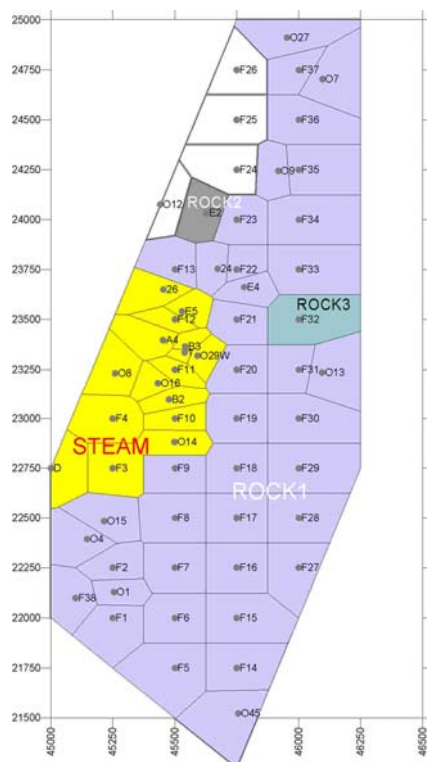 25000
O27
F26
F37
O7
24750
F25
F36
24500
F24
O9
F35
24250
O12
ROCK2
E2
F23
F34
24000
F13
24
F22
F33
23750
26
E4
E5
F12
F21
ROCK3
F32
23500
A4
B3
O29W
O8
F11
F20
F31
O13
23250
O16
B2
F4
F10
F19
F30
23000
STEAM
O14
D
F3
F9
F18
F29
22750
ROCK1
O15
F8
F17
F28
22500
O4
F2
F7
F16
F27
22250
O1
F38
F1
F6
F15
22000
F5
F14
21750
O45
21500
45000
45250
45500
45750
46000
46250
46500